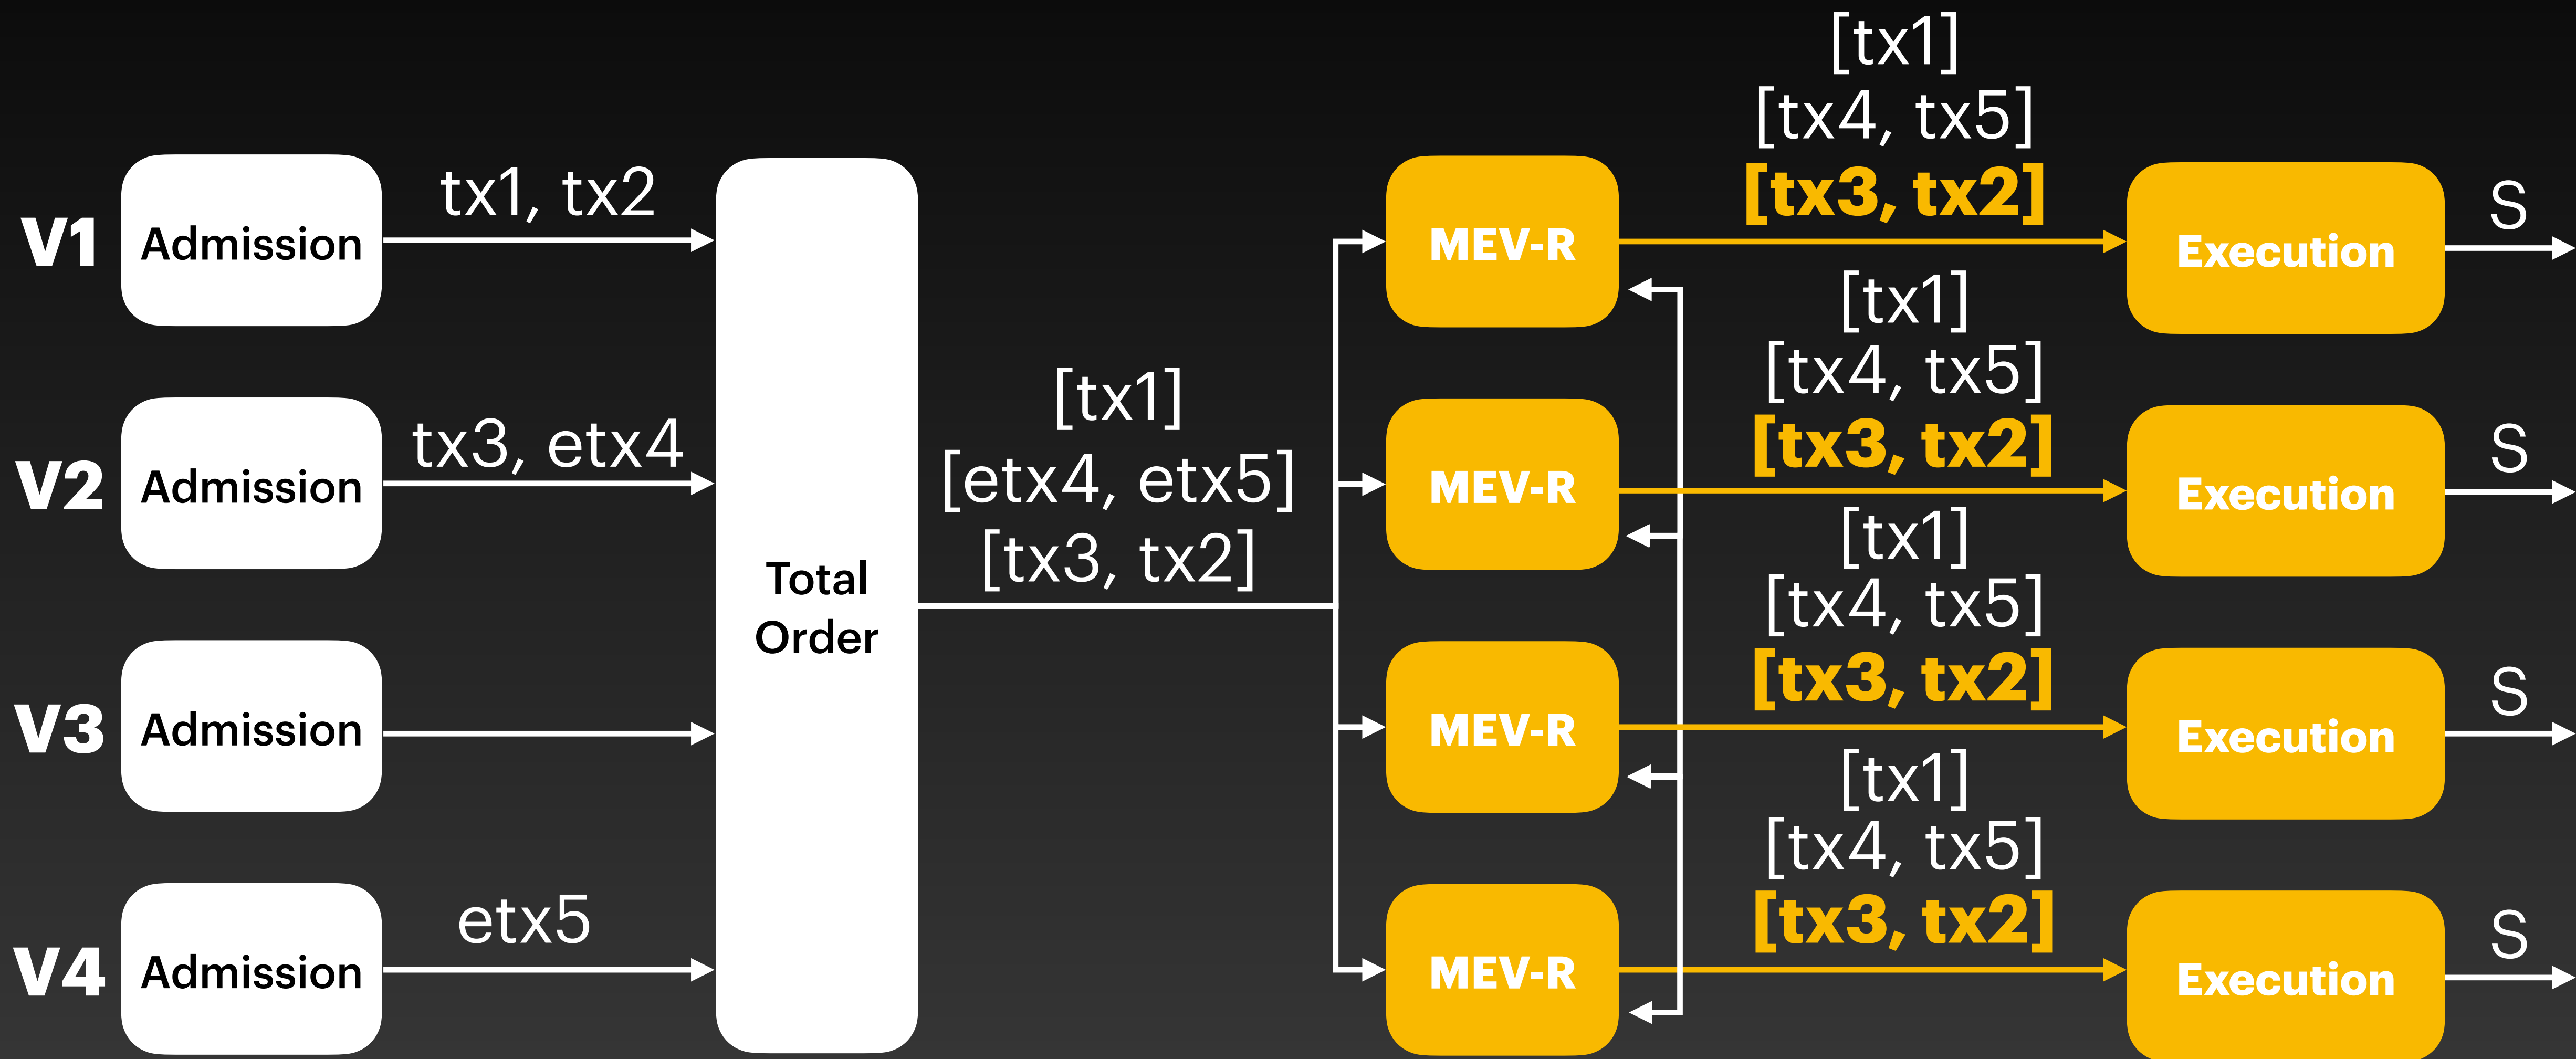 V1
Admission
tx1, tx2
V2
Admission
tx3, etx4
V3
Admission
V4
Admission
etx5
Total
Order
[tx1]
[etx4, etx5]
[tx3, tx2]
MEV-R
[tx1]
[tx4, tx5]
[tx3, tx2]
Execution
S
MEV-R
[tx1]
[tx4, tx5]
[tx3, tx2]
Execution
S
MEV-R
[tx1]
[tx4, tx5]
[tx3, tx2]
Execution
S
MEV-R
[tx1]
[tx4, tx5]
[tx3, tx2]
Execution
S